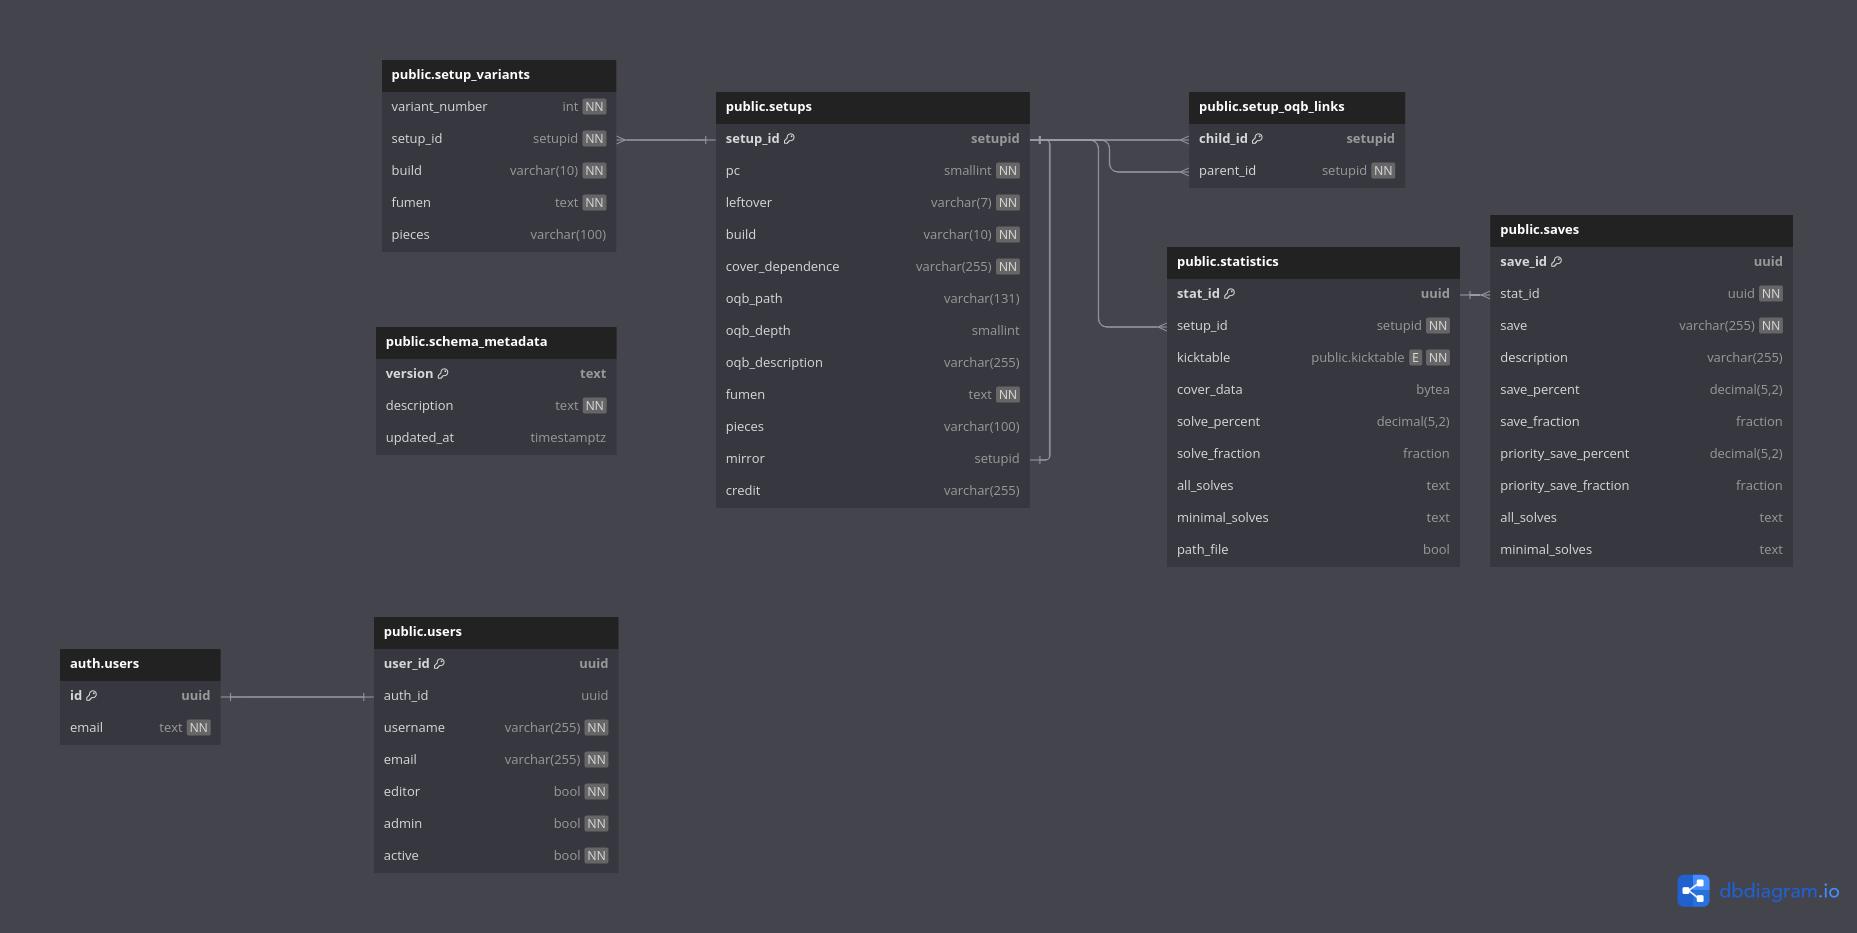 public.setup_variants
variant_number int NN
setup_id setupid NN
build varchar(10) NN
fumen text NN
pieces varchar(100)
public.schema_metadata
version text
description text NN
updated_at timestamptz
public.setups
setup_id setupid
pc smallint NN
leftover varchar(7) NN
build varchar(10) NN
cover_dependence varchar(255) NN
oqb_path varchar(131)
oqb_depth smallint
oqb_description varchar(255)
fumen text NN
pieces varchar(100)
mirror setupid
credit varchar(255)
public.setup_oqb_links
child_id setupid
parent_id setupid NN
public.statistics
stat_id uuid
setup_id setupid NN
kicktable public.kicktable E NN
cover_data bytea
solve_percent decimal(5,2)
solve_fraction fraction
all_solves text
minimal_solves text
path_file bool
public.saves
save_id uuid
stat_id uuid NN
save varchar(255) NN
description varchar(255)
save_percent decimal(5,2)
save_fraction fraction
priority_save_percent decimal(5,2)
priority_save_fraction fraction
all_solves text
minimal_solves text
auth.users
id uuid
email text NN
public.users
user_id uuid
auth_id uuid
username varchar(255) NN
email varchar(255) NN
editor bool NN
admin bool NN
active bool NN
dbdiagram.io